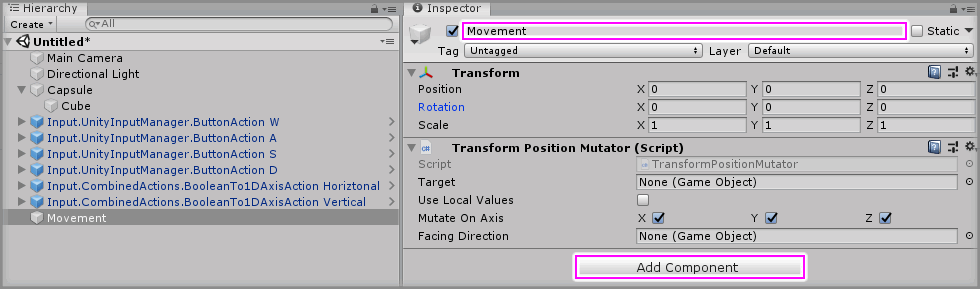 Hierarchy
Create
All
Untitled*
Main Camera
Directional Light
Capsule
Cube
Input.UnityInputManager.ButtonAction W
Input.UnityInputManager.ButtonAction A
Input.UnityInputManager.ButtonAction S
Input.UnityInputManager.ButtonAction D
Input.CombinedActions.BooleanTo1DAxisAction Horiztonal
Input.CombinedActions.BooleanTo1DAxisAction Vertical
Movement
Inspector
Movement Static
Tag Untagged Layer Default
Transform
Position X 0 Y 0 Z 0
Rotation X 0 Y 0 Z 0
Scale X 1 Y 1 Z 1
Transform Position Mutator (Script)
Script TransformPositionMutator
Target None (Game Object)
Use Local Values
Mutate On Axis X Y Z
Facing Direction None (Game Object)
Add Component